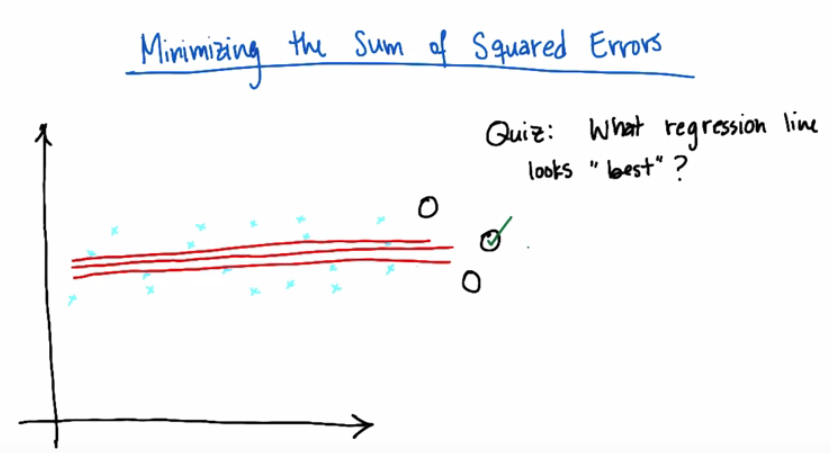 Minimizing the Sum of Squared Errors
Quiz: What regression line
looks "best"?